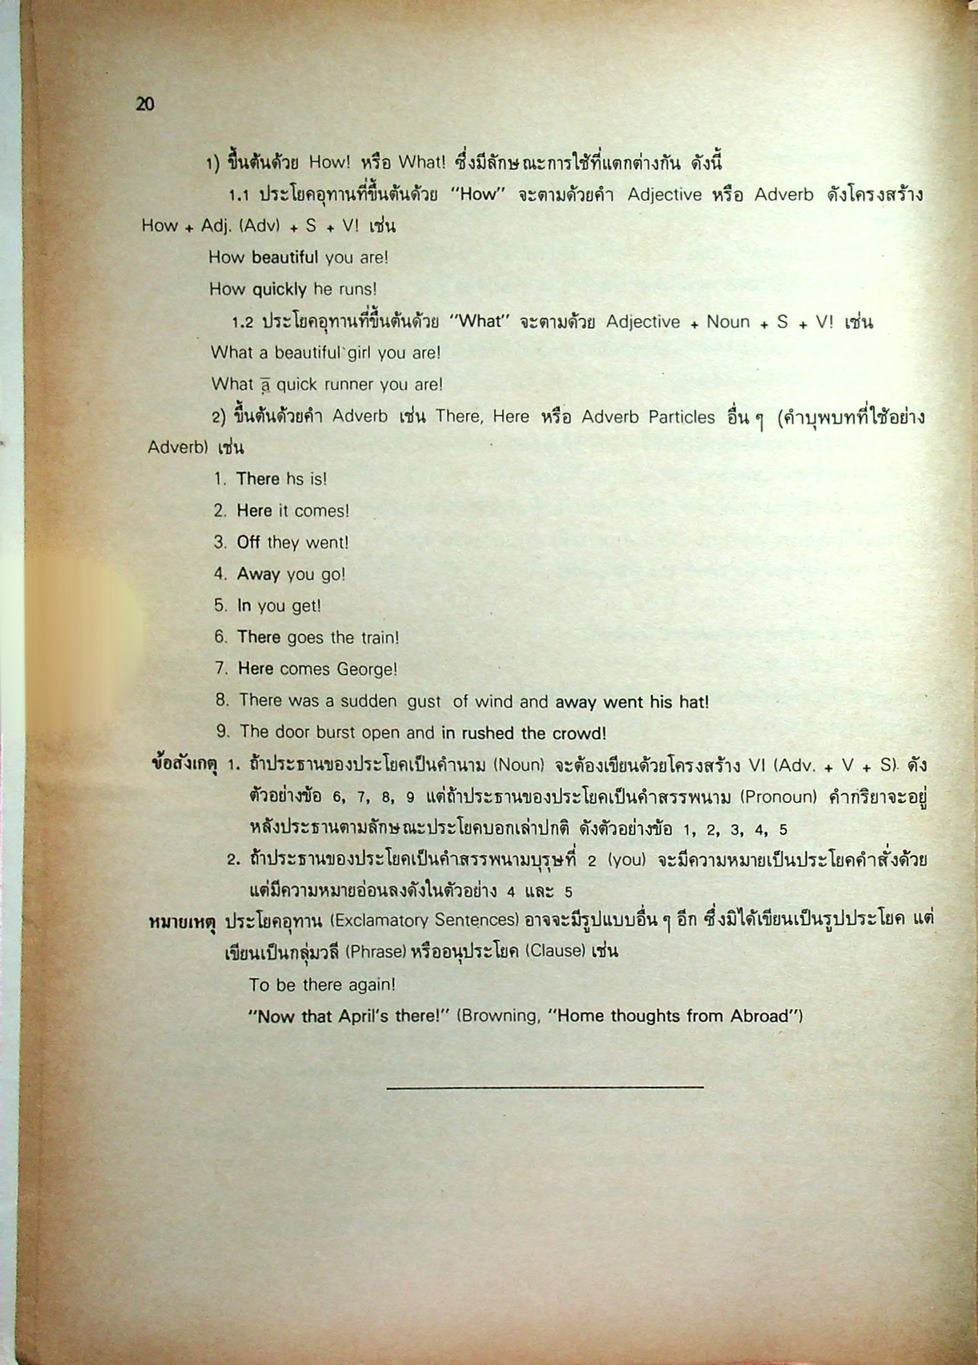 20
1) ขึ้นต้นด้วย How! หรือ What! ซึ่งมีลักษณะการใช้ที่แตกต่างกัน ดังนี้
1.1 ประโยคอุทานที่ขึ้นต้นด้วย "How" จะตามด้วยคำ Adjective หรือ Adverb ดังโครงสร้าง
How + Adj. (Adv) + S + V! เช่น
How beautiful you are!
How quickly he runs!
1.2 ประโยคอุทานที่ขึ้นต้นด้วย "What" จะตามด้วย Adjective + Noun + S + V! เช่น
What a beautiful girl you are!
What a quick runner you are!
2) ขึ้นต้นด้วยคำ Adverb เช่น There, Here หรือ Adverb Particles อื่น ๆ (คำบุพบทที่ใช้อย่าง
Adverb) เช่น
1. There hs is!
2. Here it comes!
3. Off they went!
4. Away you go!
5. In you get!
6. There goes the train!
7. Here comes George!
8. There was a sudden gust of wind and away went his hat!
9. The door burst open and in rushed the crowd!
ข้อสังเกตุ 1. ถ้าประธานของประโยคเป็นคำนาม (Noun) จะต้องเขียนด้วยโครงสร้าง VI (Adv. + V + S). ดัง
ตัวอย่างข้อ 6, 7, 8, 9 แต่ถ้าประธานของประโยคเป็นคำสรรพนาม (Pronoun) คำกริยาจะอยู่
หลังประธานตามลักษณะประโยคบอกเล่าปกติ ดังตัวอย่างข้อ 1, 2, 3, 4, 5
2. ถ้าประธานของประโยคเป็นคำสรรพนามบุรุษที่ 2 (you) จะมีความหมายเป็นประโยคคำสั่งด้วย
แต่มีความหมายอ่อนลงดังในตัวอย่าง 4 และ 5
หมายเหตุ ประโยคอุทาน (Exclamatory Sentences) อาจจะมีรูปแบบอื่น ๆ อีก ซึ่งมิได้เขียนเป็นรูปประโยค แต่
เขียนเป็นกลุ่มวลี (Phrase) หรืออนุประโยค (Clause) เช่น
To be there again!
"Now that April's there!" (Browning, "Home thoughts from Abroad")